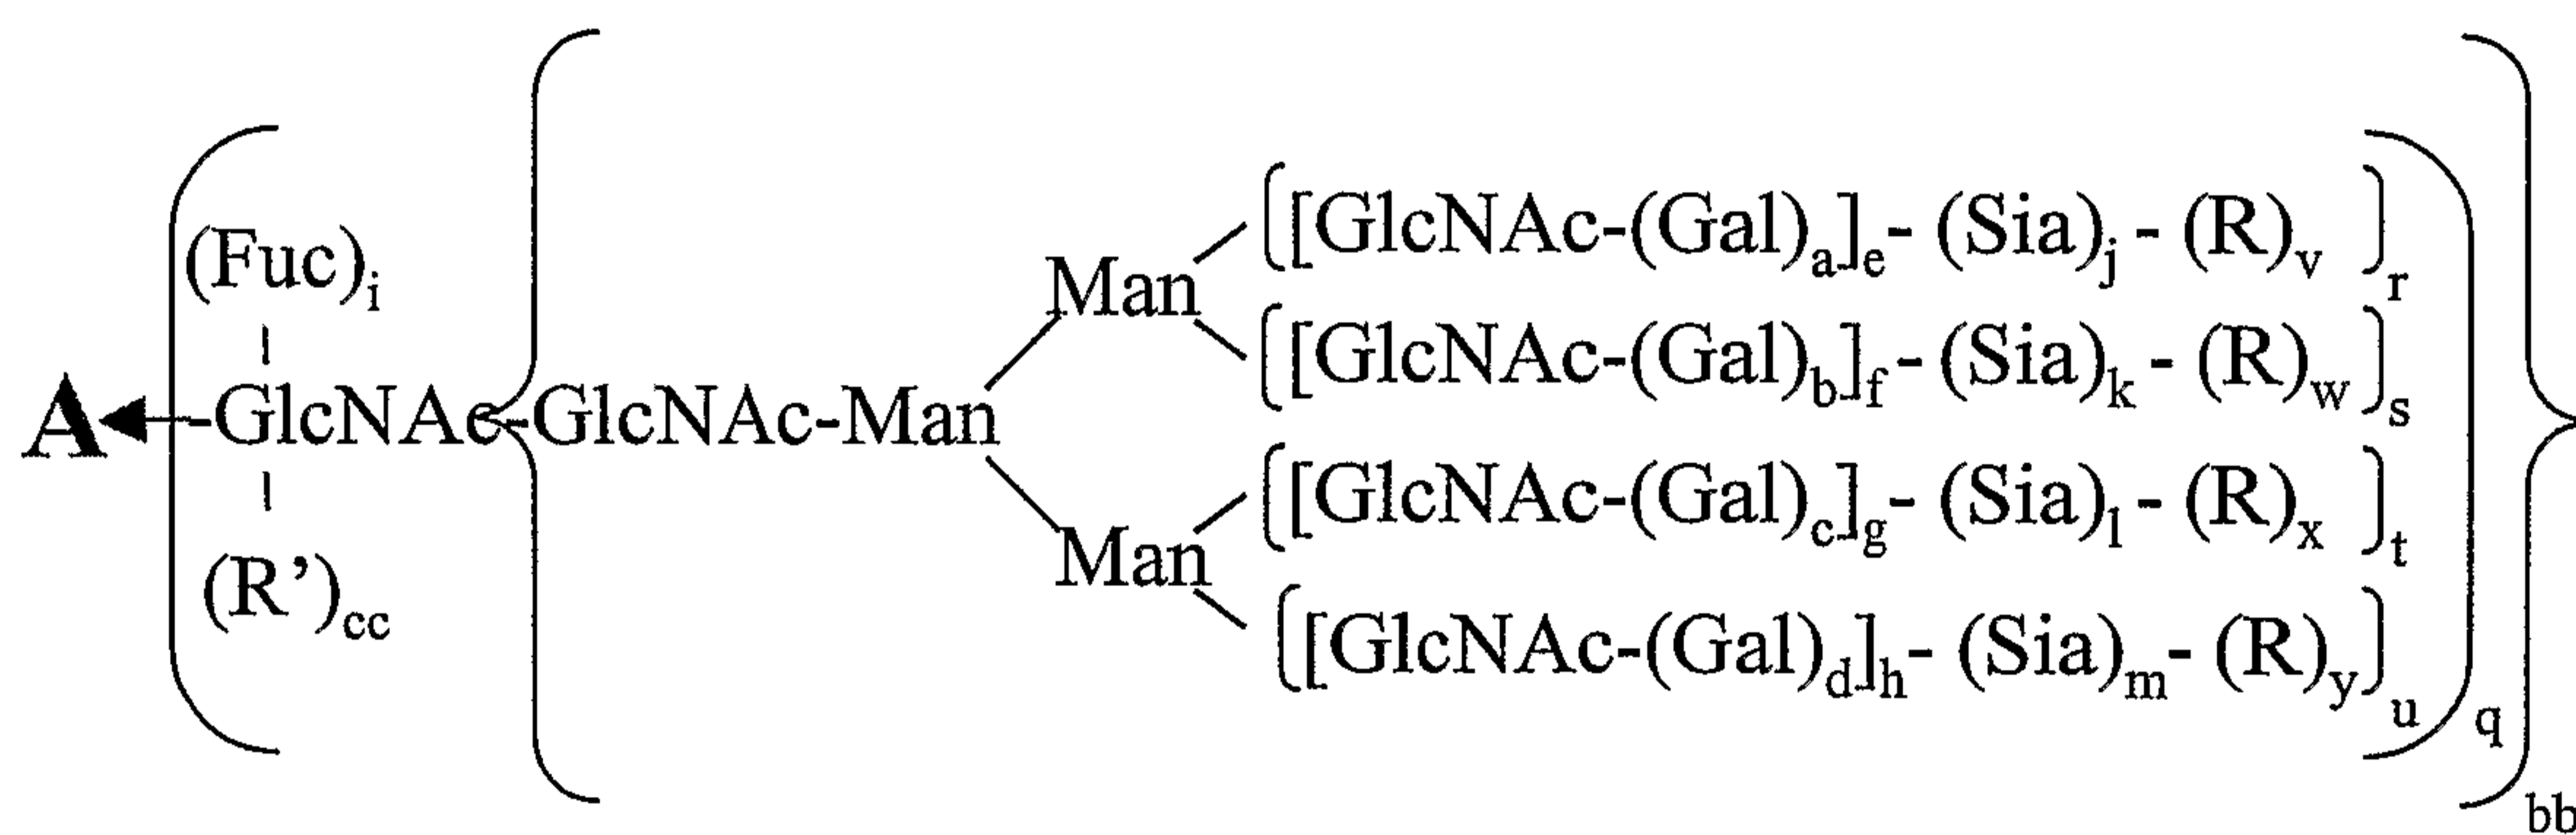 [GlcNAc-(Gal)a]e- (Sia)j - (R)v r
(Fuc)i Man
[GlcNAc-(Gal)b]f - (Sia)k - (R)w s
A -GlcNAc-GlcNAc-Man
[GlcNAc-(Gal)c]g- (Sia)l - (R)x t
Man
(R’)cc
[GlcNAc-(Gal)d]h- (Sia)m- (R)y u q
bb